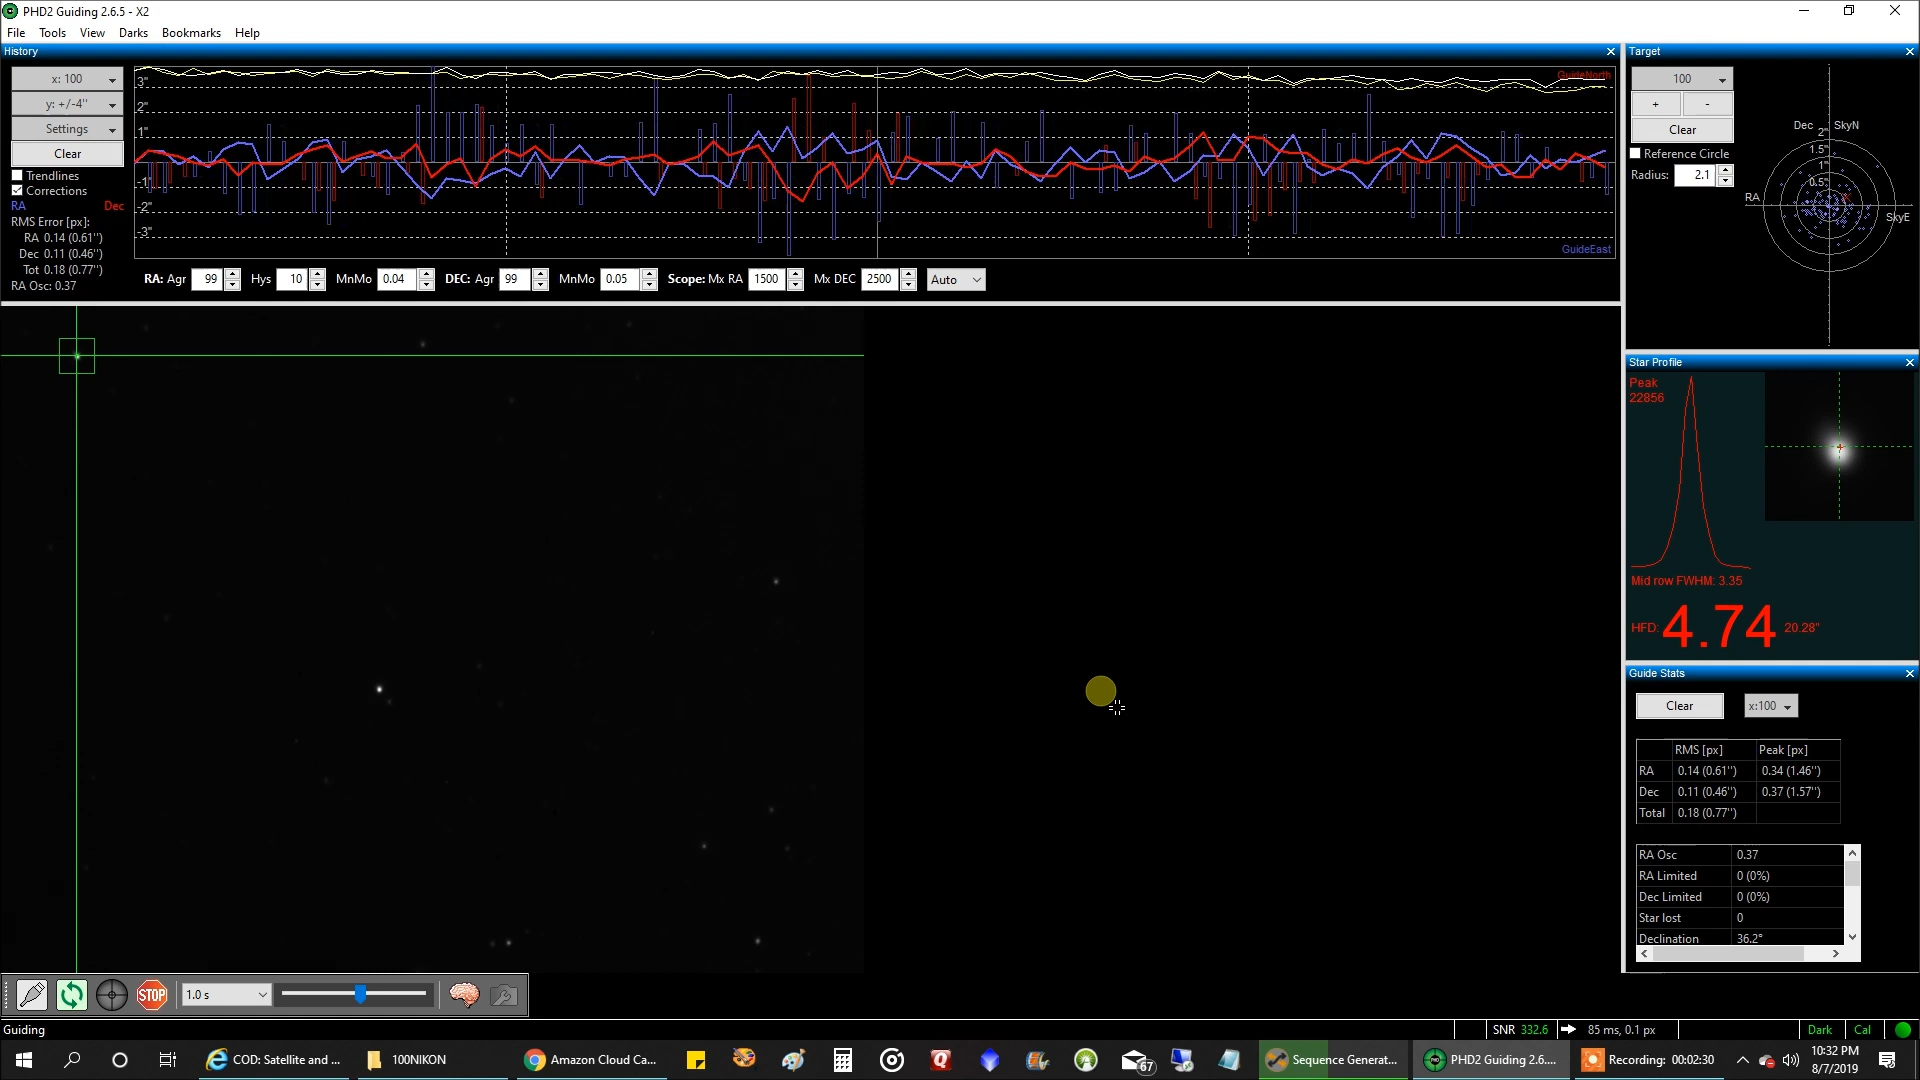 PHD2 Guiding 2.6.5 - X2
File Tools View Darks Bookmarks Help
History
x: 100
y: +/-4"
Settings
Clear
Trendlines
Corrections
RA Dec
RMS Error [px]:
RA 0.14 (0.61")
Dec 0.11 (0.46")
Tot 0.18 (0.77")
RA Osc: 0.37
3"
2"
1"
-1"
-2"
-3"
GuideNorth
GuideEast
RA: Agr 99 Hys 10 MnMo 0.04 DEC: Agr 99 MnMo 0.05 Scope: Mx RA 1500 Mx DEC 2500 Auto
Target
100
+ -
Clear
Reference Circle
Radius: 2.1
Dec SkyN
2"
1.5"
1"
0.5"
RA
SkyE
Star Profile
Peak
22856
Mid row FWHM: 3.35
HFD: 4.74 20.28"
Guide Stats
Clear x:100
RMS [px] Peak [px]
RA 0.14 (0.61") 0.34 (1.46")
Dec 0.11 (0.46") 0.37 (1.57")
Total 0.18 (0.77")
RA Osc 0.37
RA Limited 0 (0%)
Dec Limited 0 (0%)
Star lost 0
Declination 36.2°
STOP 1.0 s
Guiding SNR 332.6 85 ms, 0.1 px Dark Cal
COD: Satellite and ... 100NIKON Amazon Cloud Ca... 67 Sequence Generat... PHD2 Guiding 2.6.... Recording: 00:02:30
10:32 PM
8/7/2019